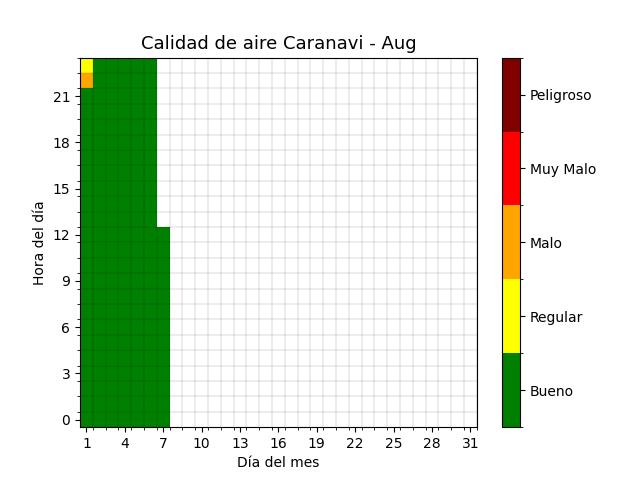 Calidad de aire Caranavi - Aug
Hora del día
21
18
15
12
9
6
3
0
1 4 7 10 13 16 19 22 25 28 31
Día del mes
Peligroso
Muy Malo
Malo
Regular
Bueno